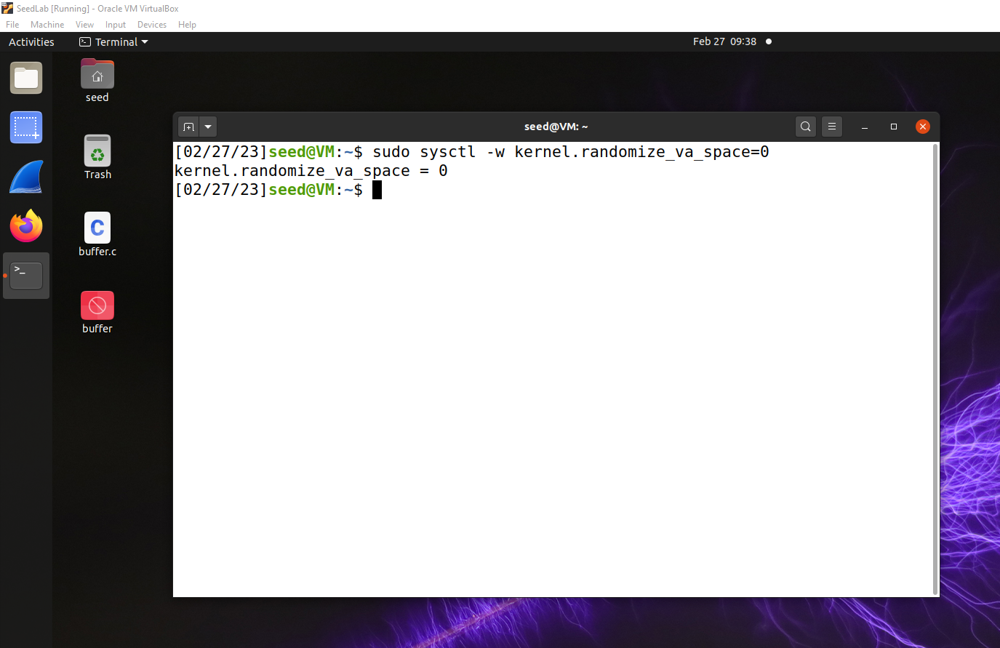 SeedLab [Running] - Oracle VM VirtualBox
File Machine View Input Devices Help
Activities Terminal Feb 27 09:38
seed
Trash
C
buffer.c
buffer
>_
seed@VM: ~
[02/27/23]seed@VM:~$ sudo sysctl -w kernel.randomize_va_space=0
kernel.randomize_va_space = 0
[02/27/23]seed@VM:~$